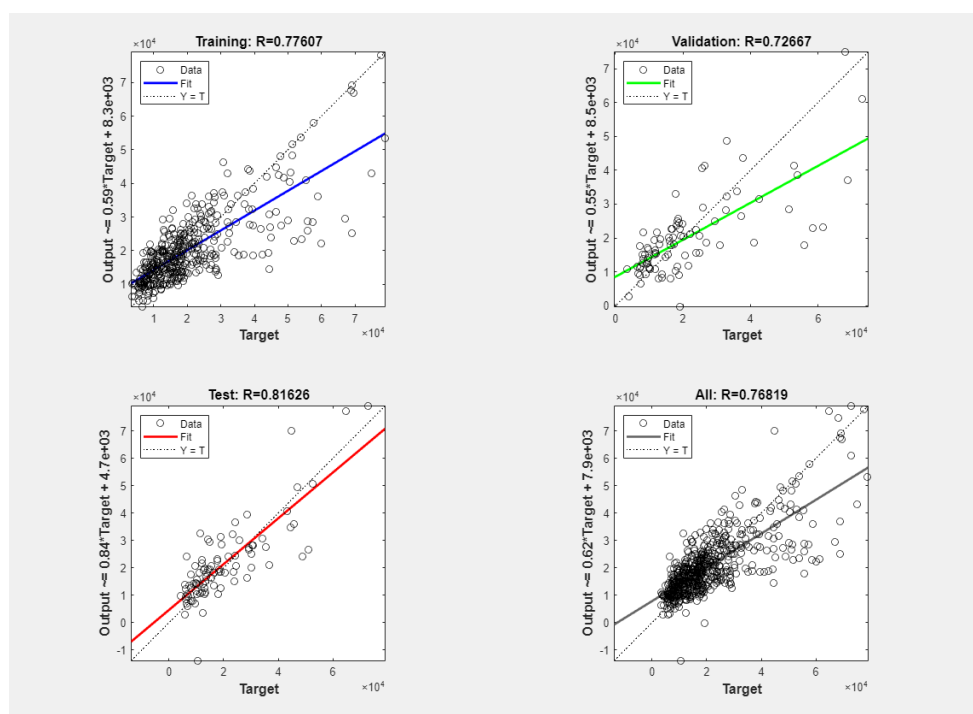 Training: R=0.77607
×10⁴
Output ~= 0.59*Target + 8.3e+03
Data
Fit
Y = T
7
6
5
4
3
2
1
1 2 3 4 5 6 7
×10⁴
Target
Validation: R=0.72667
×10⁴
Output ~= 0.55*Target + 8.5e+03
Data
Fit
Y = T
7
6
5
4
3
2
1
0
0 2 4 6
×10⁴
Target
Test: R=0.81626
×10⁴
Output ~= 0.84*Target + 4.7e+03
Data
Fit
Y = T
7
6
5
4
3
2
1
0
-1
0 2 4 6
×10⁴
Target
All: R=0.76819
×10⁴
Output ~= 0.62*Target + 7.9e+03
Data
Fit
Y = T
7
6
5
4
3
2
1
0
-1
0 2 4 6
×10⁴
Target